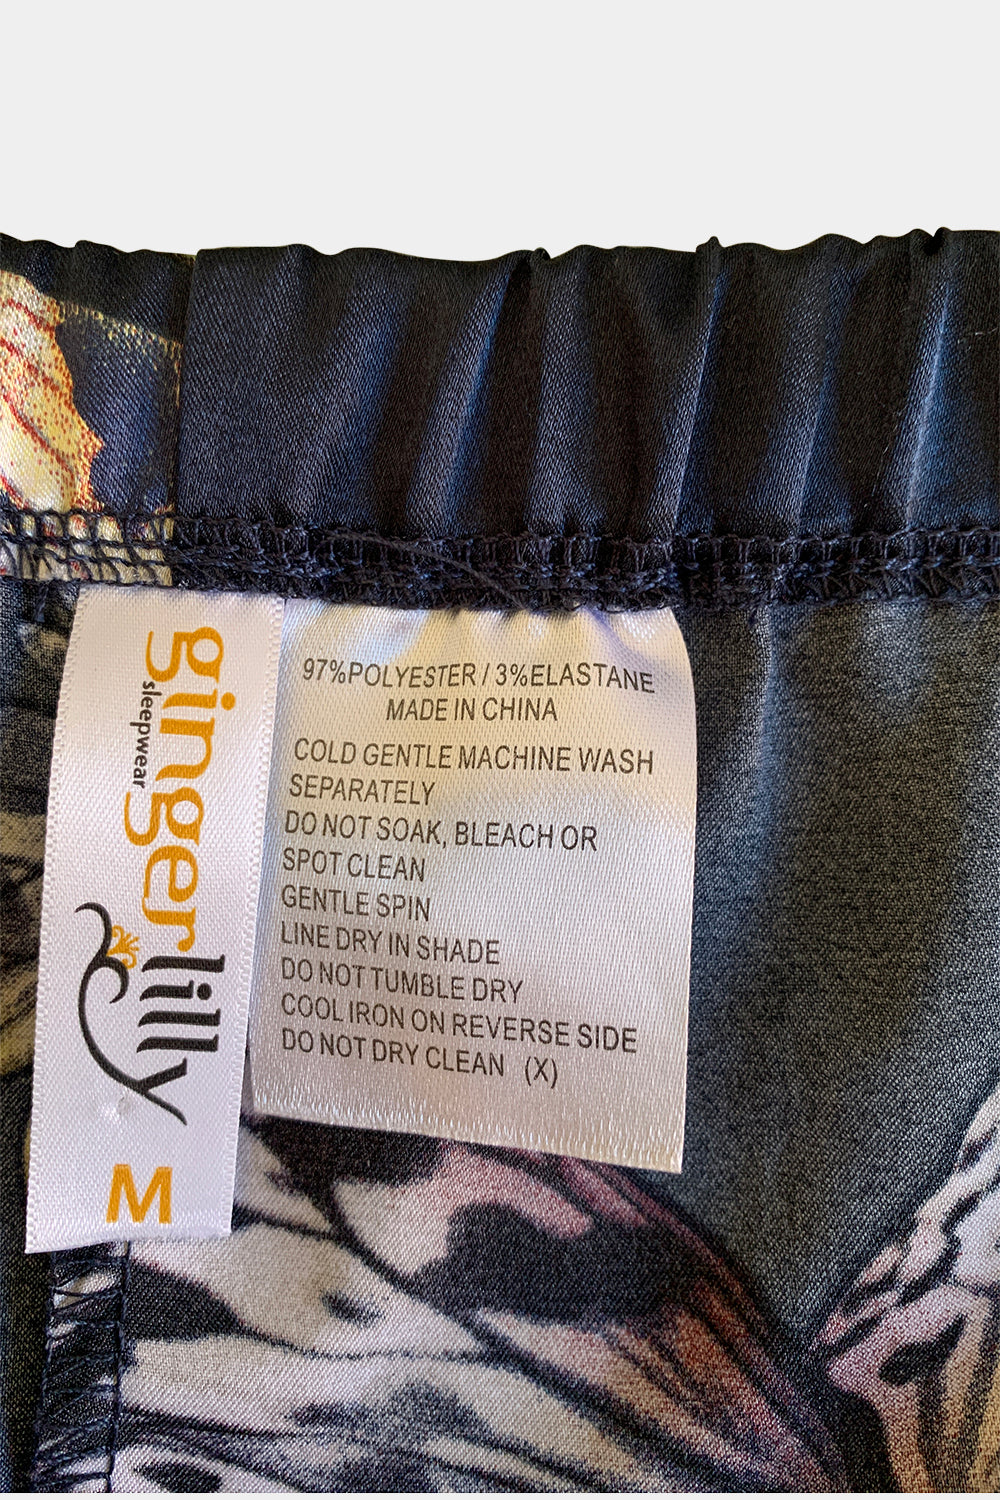 gingerlilly
sleepwear
M
97%POLYESTER / 3%ELASTANE
MADE IN CHINA
COLD GENTLE MACHINE WASH
SEPARATELY
DO NOT SOAK, BLEACH OR
SPOT CLEAN
GENTLE SPIN
LINE DRY IN SHADE
DO NOT TUMBLE DRY
COOL IRON ON REVERSE SIDE
DO NOT DRY CLEAN (X)